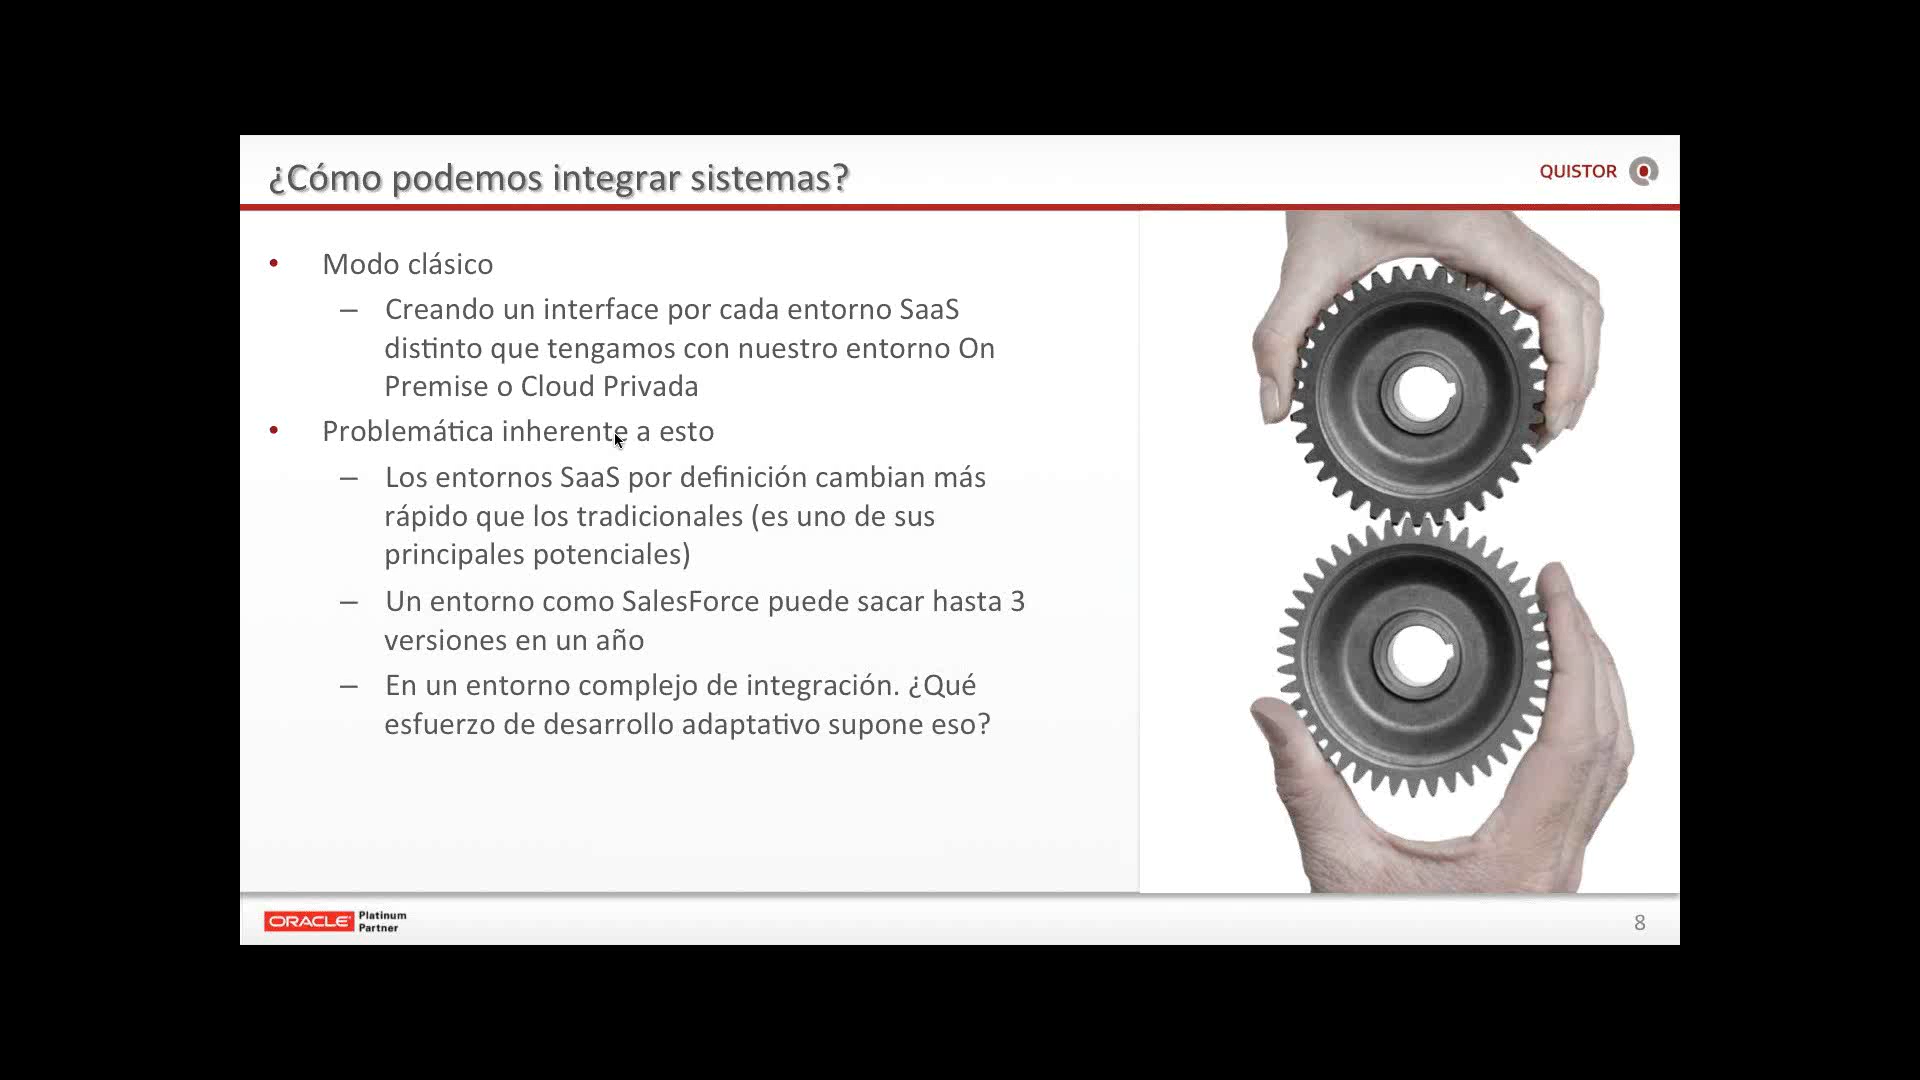 ¿Cómo podemos integrar sistemas?
QUISTOR
• Modo clásico
– Creando un interface por cada entorno SaaS
distinto que tengamos con nuestro entorno On
Premise o Cloud Privada
• Problemática inherente a esto
– Los entornos SaaS por definición cambian más
rápido que los tradicionales (es uno de sus
principales potenciales)
– Un entorno como SalesForce puede sacar hasta 3
versiones en un año
– En un entorno complejo de integración. ¿Qué
esfuerzo de desarrollo adaptativo supone eso?
ORACLE Platinum
Partner
8